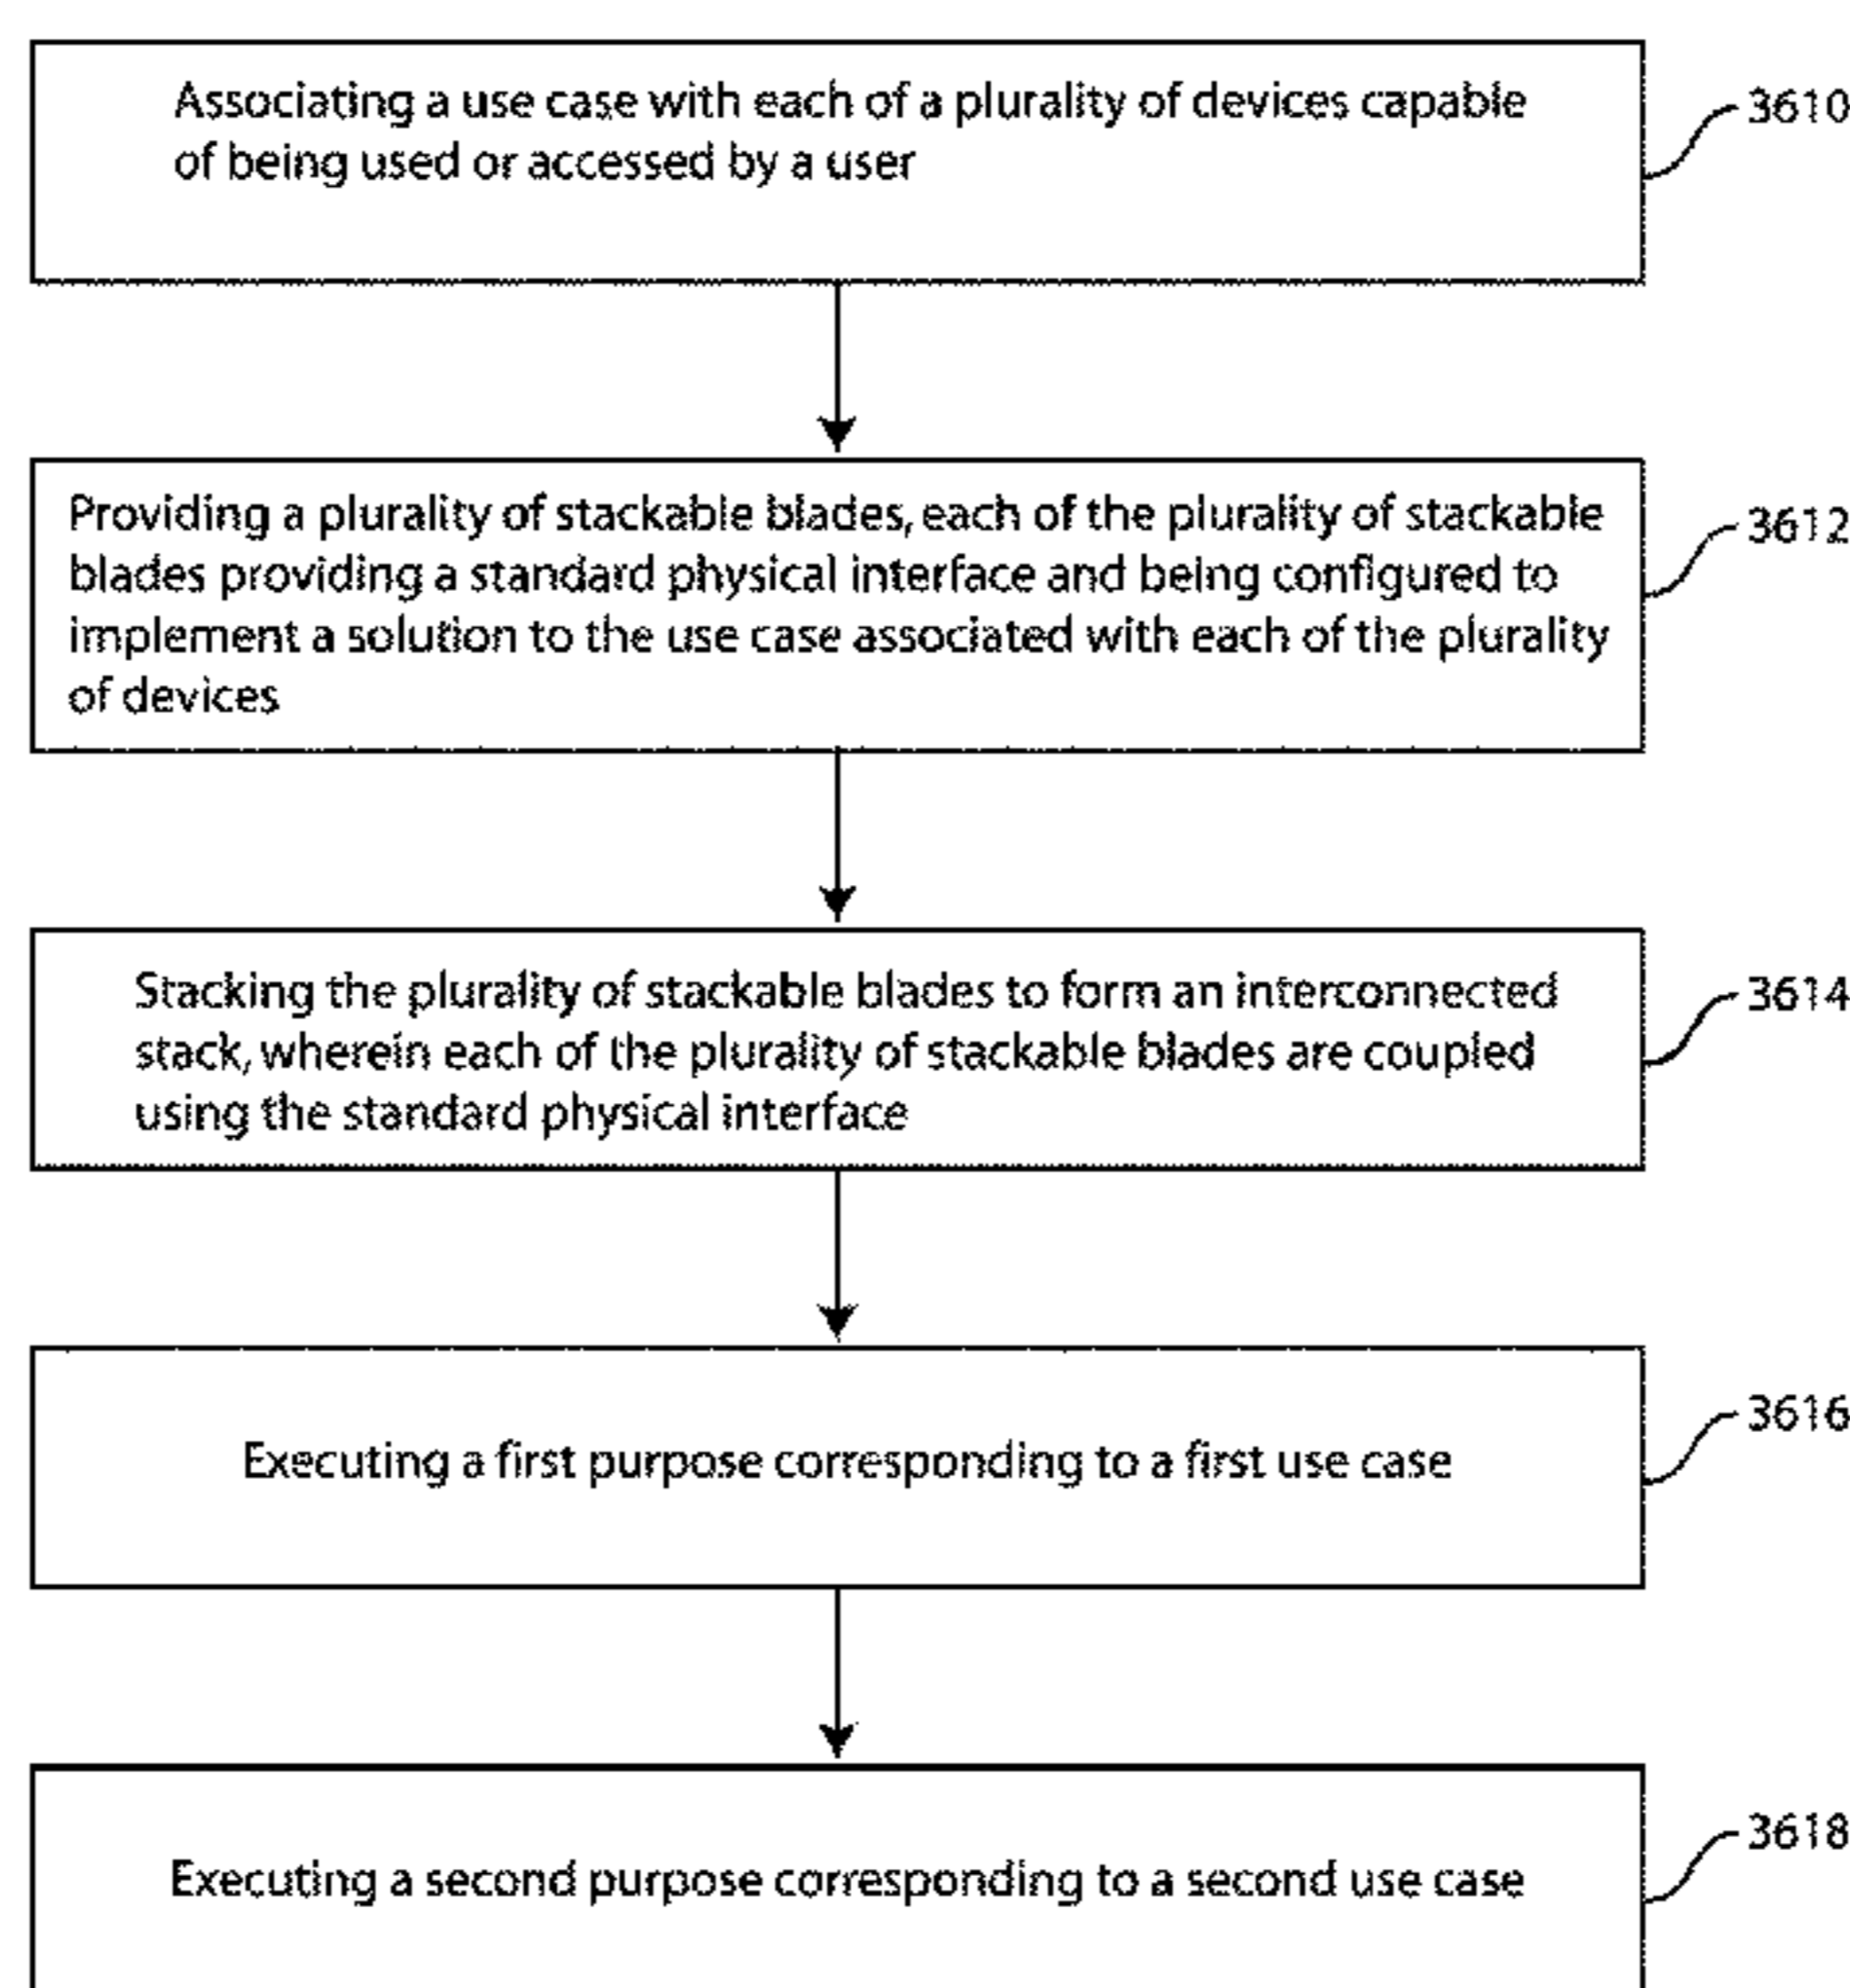 Associating a use case with each of a plurality of devices capable
of being used or accessed by a user
3610
Providing a plurality of stackable blades, each of the plurality of stackable
blades providing a standard physical interface and being configured to
implement a solution to the use case associated with each of the plurality
of devices
3612
Stacking the plurality of stackable blades to form an interconnected
stack, wherein each of the plurality of stackable blades are coupled
using the standard physical interface
3614
Executing a first purpose corresponding to a first use case
3616
Executing a second purpose corresponding to a second use case
3618